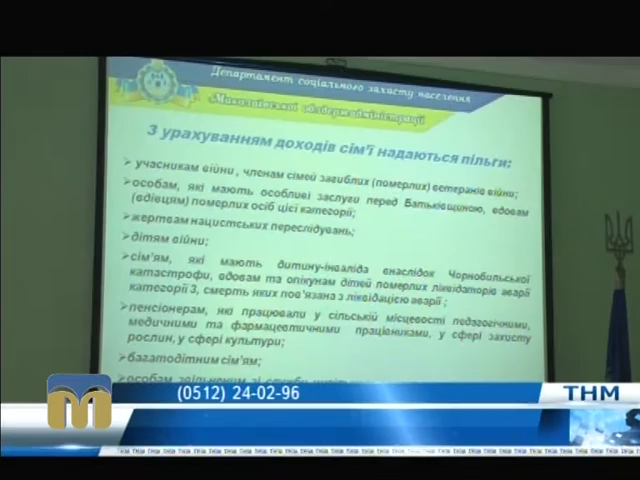 Департамент соціального захисту населення
Миколаївської облдержадміністрації
З урахуванням доходів сім'ї надаються пільги:
➢ учасникам війни, членам сімей загиблих (померлих) ветеранів війни;
➢ особам, які мають особливі заслуги перед Батьківщиною, вдовам
(вдівцям) померлих осіб цієї категорії;
➢ жертвам нацистських переслідувань;
➢ дітям війни;
➢ сім'ям, які мають дитину-інваліда внаслідок Чорнобильської
катастрофи, вдовам та опікунам дітей померлих ліквідаторів аварії
категорії 3, смерть яких пов'язана з ліквідацією аварії;
➢ пенсіонерам, які працювали у сільській місцевості педагогічними,
медичними та фармацевтичними працівниками, у сфері захисту
рослин, у сфері культури;
➢ багатодітним сім'ям;
➢ особам звільненим зі служби
(0512) 24-02-96
ТНМ